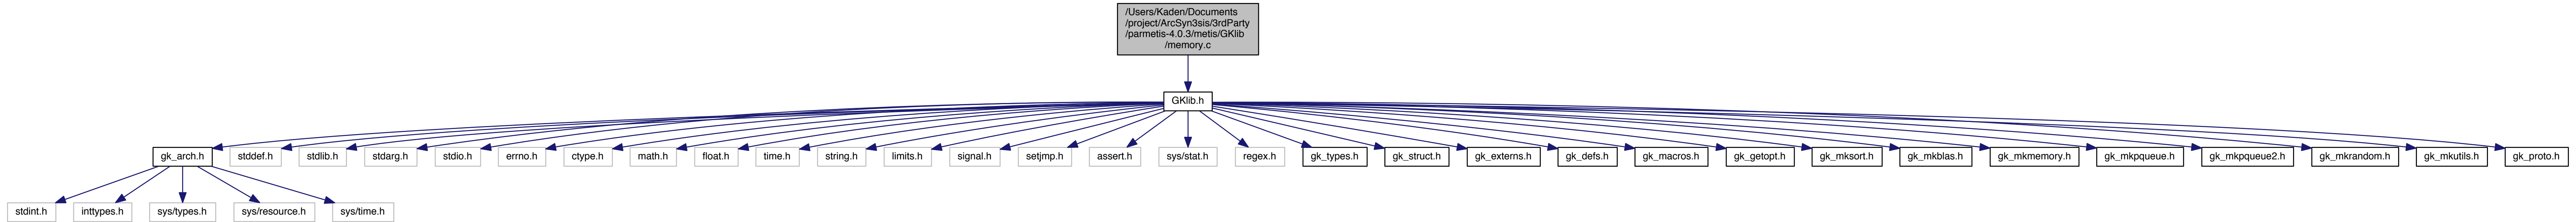 /Users/Kaden/Documents
/project/ArcSyn3sis/3rdParty
/parmetis-4.0.3/metis/GKlib
/memory.c
GKlib.h
gk_arch.h
stddef.h
stdlib.h
stdarg.h
stdio.h
errno.h
ctype.h
math.h
float.h
time.h
string.h
limits.h
signal.h
setjmp.h
assert.h
sys/stat.h
regex.h
gk_types.h
gk_struct.h
gk_externs.h
gk_defs.h
gk_macros.h
gk_getopt.h
gk_mksort.h
gk_mkblas.h
gk_mkmemory.h
gk_mkpqueue.h
gk_mkpqueue2.h
gk_mkrandom.h
gk_mkutils.h
gk_proto.h
stdint.h
inttypes.h
sys/types.h
sys/resource.h
sys/time.h